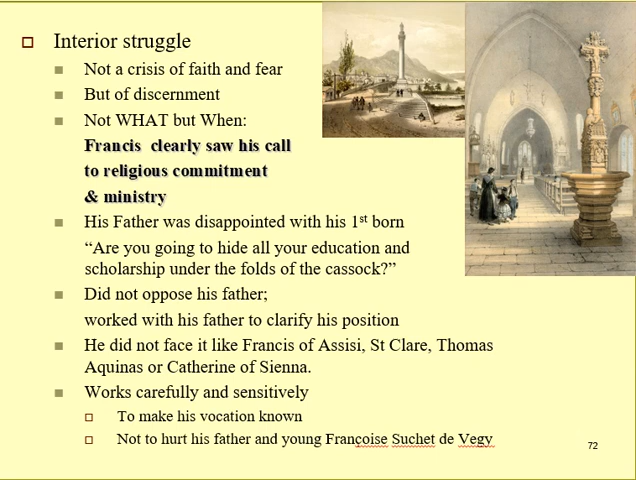 Interior struggle
Not a crisis of faith and fear
But of discernment
Not WHAT but When:
Francis clearly saw his call
to religious commitment
& ministry
His Father was disappointed with his 1st born
“Are you going to hide all your education and
scholarship under the folds of the cassock?”
Did not oppose his father;
worked with his father to clarify his position
He did not face it like Francis of Assisi, St Clare, Thomas
Aquinas or Catherine of Sienna.
Works carefully and sensitively
To make his vocation known
Not to hurt his father and young Françoise Suchet de Vegy
72